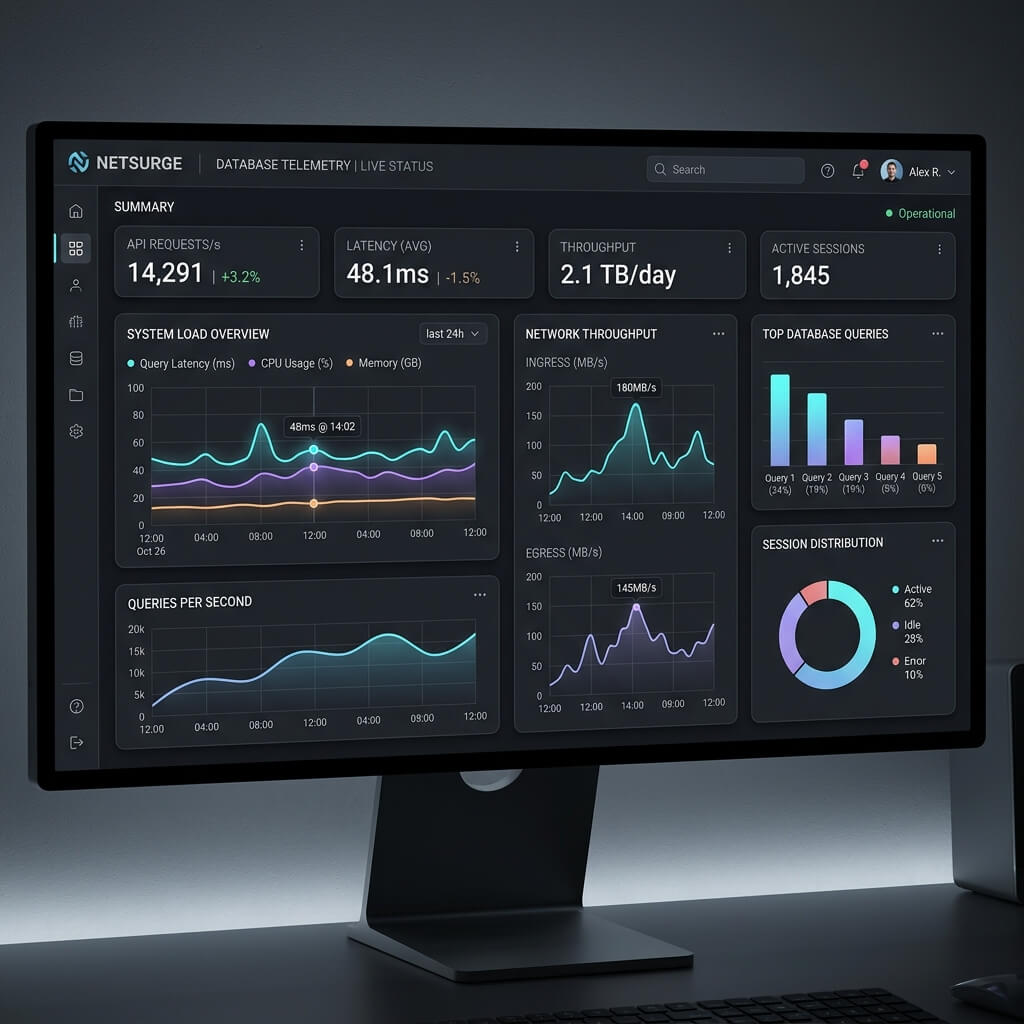 NETSURGE
DATABASE TELEMETRY | LIVE STATUS
Search
Alex R.
SUMMARY
Operational
API REQUESTS/s
14,291 | +3.2%
LATENCY (AVG)
48.1ms | -1.5%
THROUGHPUT
2.1 TB/day
ACTIVE SESSIONS
1,845
SYSTEM LOAD OVERVIEW
last 24h
Query Latency (ms)
CPU Usage (%)
Memory (GB)
100
80
60
40
20
0
48ms @ 14:02
12:00
04:00
08:00
12:00
04:00
08:00
12:00
Oct 26
QUERIES PER SECOND
20k
15k
10k
5k
0
12.00
04:00
08:00
12:00
04:00
09:00
12:00
NETWORK THROUGHPUT
INGRESS (MB/s)
200
150
100
50
0
180MB/s
12:00
12:00
14.00
09:00
12:00
EGRESS (MB/s)
200
150
100
50
0
145MB/s
12:00
12:00
14.00
09:00
12:00
TOP DATABASE QUERIES
Query 1
(34%)
Query 2
(19%)
Query 3
(19%)
Query 4
(5%)
Query 5
(6%)
SESSION DISTRIBUTION
Active
62%
Idle
28%
Enor
10%